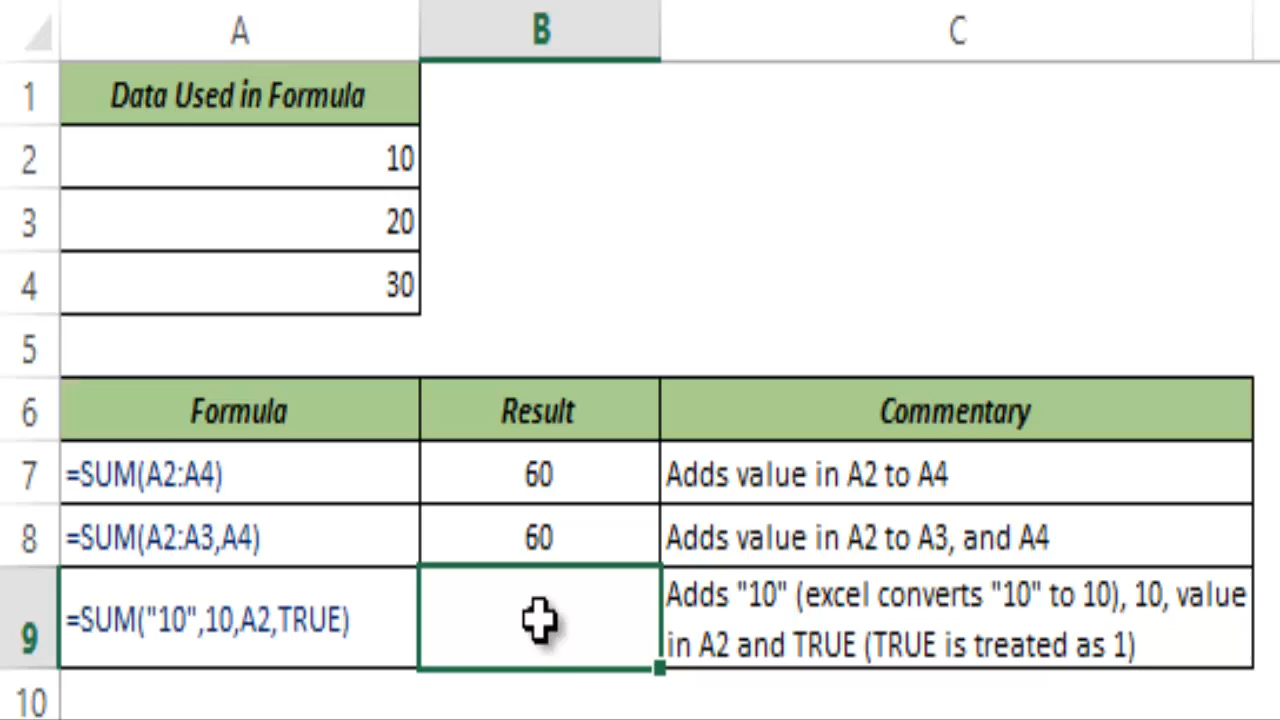 A B C
1 Data Used in Formula
2 10
3 20
4 30
5
6 Formula Result Commentary
7 =SUM(A2:A4) 60 Adds value in A2 to A4
8 =SUM(A2:A3,A4) 60 Adds value in A2 to A3, and A4
9 =SUM("10",10,A2,TRUE) Adds "10" (excel converts "10" to 10), 10, value
in A2 and TRUE (TRUE is treated as 1)
10